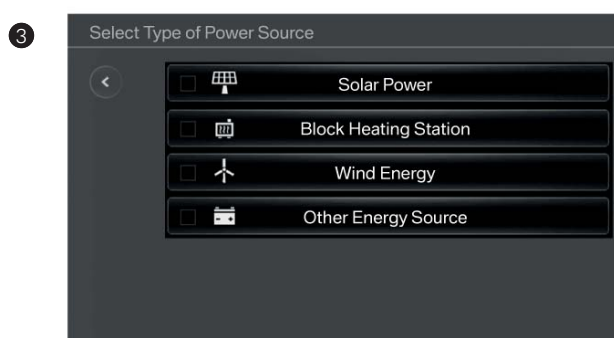 3
Select Type of Power Source
Solar Power
Block Heating Station
Wind Energy
Other Energy Source